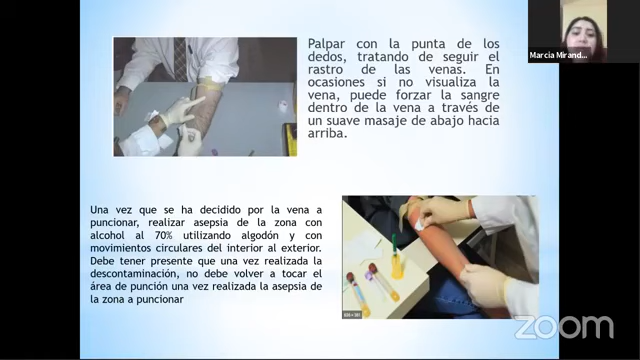 Palpar con la punta de los
dedos, tratando de seguir el
rastro de las venas. En
ocasiones si no visualiza la
vena, puede forzar la sangre
dentro de la vena a través de
un suave masaje de abajo hacia
arriba.
Marcia Mirand...
Una vez que se ha decidido por la vena a
puncionar, realizar asepsia de la zona con
alcohol al 70% utilizando algodón y con
movimientos circulares del interior al exterior.
Debe tener presente que una vez realizada la
descontaminación, no debe volver a tocar el
área de punción una vez realizada la asepsia de
la zona a puncionar
zoom